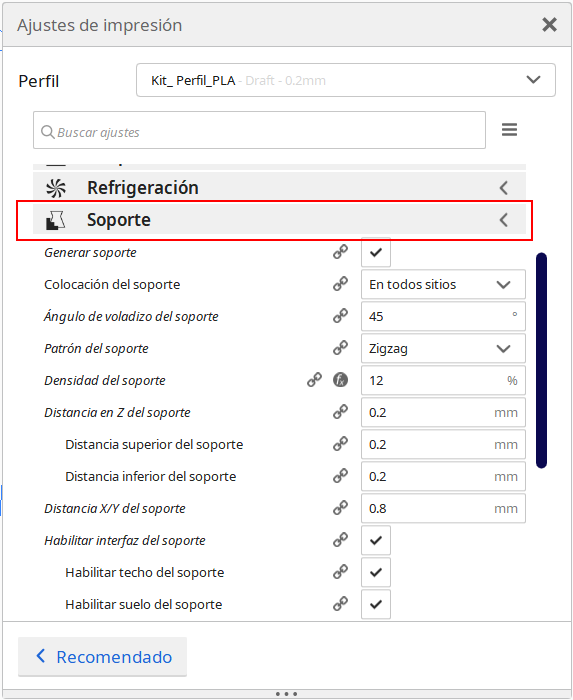 Ajustes de impresión
Perfil
Kit_ Perfil_PLA - Draft - 0.2mm
Buscar ajustes
Refrigeración
Soporte
Generar soporte
Colocación del soporte En todos sitios
Ángulo de voladizo del soporte 45 °
Patrón del soporte Zigzag
Densidad del soporte fx 12 %
Distancia en Z del soporte 0.2 mm
Distancia superior del soporte 0.2 mm
Distancia inferior del soporte 0.2 mm
Distancia X/Y del soporte 0.8 mm
Habilitar interfaz del soporte
Habilitar techo del soporte
Habilitar suelo del soporte
Recomendado